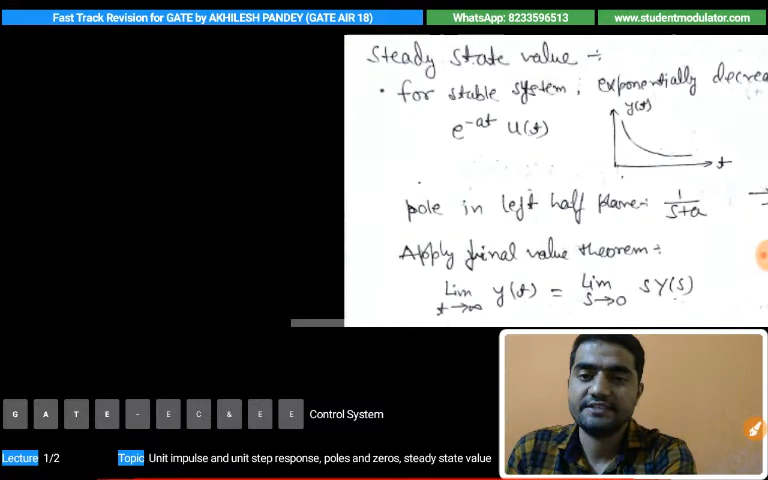 Fast Track Revision for GATE by AKHILESH PANDEY (GATE AIR 18)
WhatsApp: 8233596513
www.studentmodulator.com
Steady state value ÷
• for stable system ; exponentially decrea
e^-at u(t)
y(t)
t
pole in left half plane- 1/(s+a) →
Apply final value theorem ÷
Lim t→∞ y(t) = Lim s→0 SY(S)
G A T E - E C & E E Control System
Lecture 1/2 Topic Unit impulse and unit step response, poles and zeros, steady state value